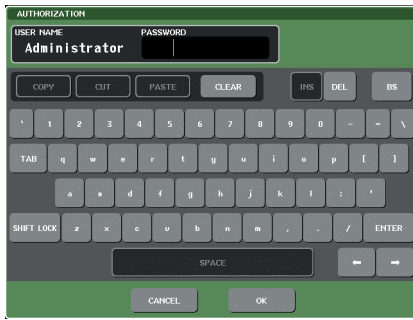 AUTHORIZATION
USER NAME PASSWORD
Administrator
COPY CUT PASTE CLEAR INS DEL BS
` 1 2 3 4 5 6 7 8 9 0 - = \
TAB q w e r t y u i o p [ ]
a s d f g h j k l ; '
SHIFT LOCK z x c v b n m , . / ENTER
SPACE ← →
CANCEL OK